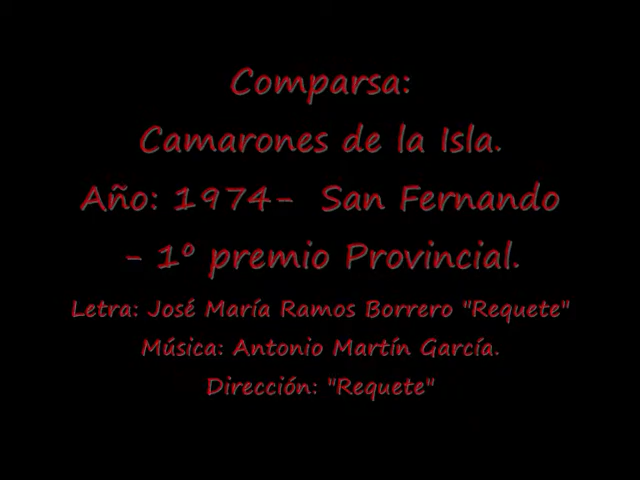 Comparsa:
Camarones de la Isla.
Año: 1974- San Fernando
- 1º premio Provincial.
Letra: José María Ramos Borrero "Requete"
Música: Antonio Martín García.
Dirección: "Requete"